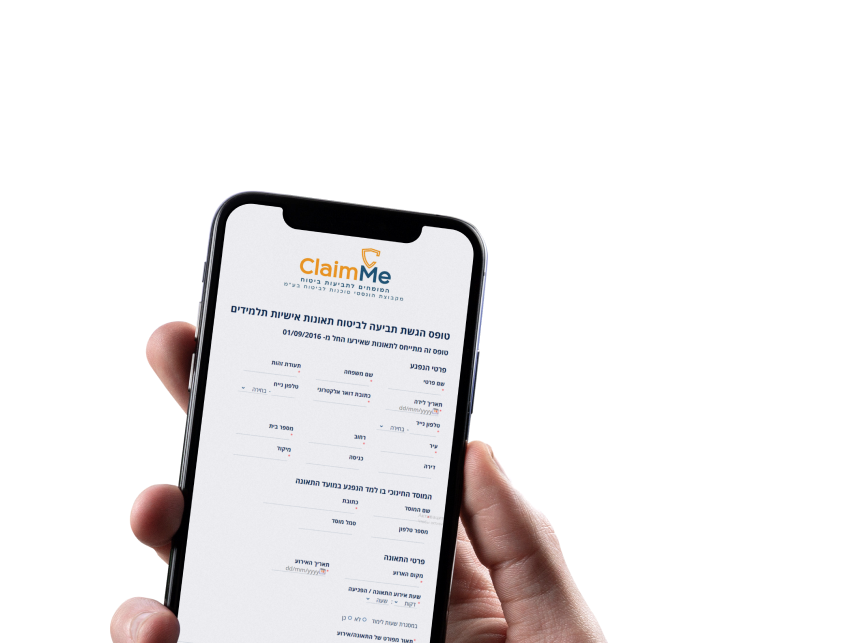 ClaimMe
המומחים לתביעות ביטוח
מקבוצת הוגסטי סוכנות לביטוח בע"מ
טופס הגשת תביעה לביטוח תאונות אישיות תלמידים
טופס זה מתייחס לתאונות שאירעו החל מ- 01/09/2016
פרטי הנפגע
שם פרטי * שם משפחה * תעודת זהות *
תאריך לידה * כתובת דואר אלקטרוני * טלפון נייח
dd/mm/yyyy - בחירה
טלפון נייד *
- בחירה
עיר * רחוב * מספר בית *
דירה כניסה מיקוד *
המוסד החינוכי בו למד הנפגע במועד התאונה
שם המוסד * כתובת *
מספר טלפון סמל מוסד
פרטי התאונה
מקום הארוע * תאריך האירוע *
dd/mm/yyyy
שעת אירוע התאונה / הפגיעה *
דקות : שעה
במסגרת שעות לימוד לא כן
תאור מפורט של התאונה/אירוע *